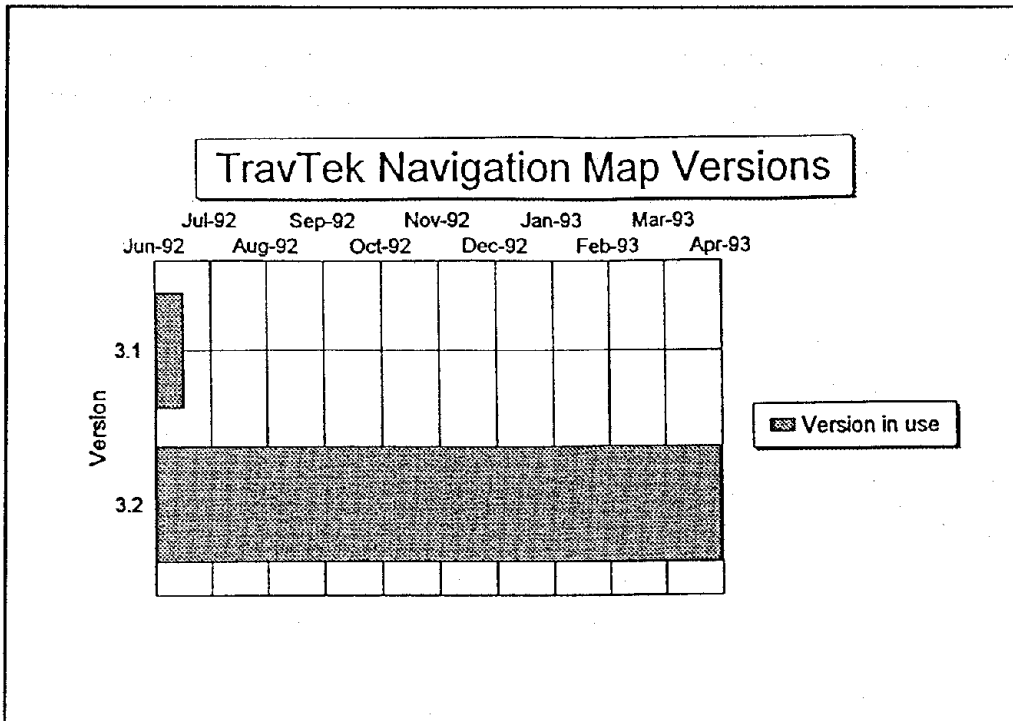 TravTek Navigation Map Versions
Jul-92 Sep-92 Nov-92 Jan-93 Mar-93
Jun-92 Aug-92 Oct-92 Dec-92 Feb-93 Apr-93
3.1
Version
3.2
Version in use